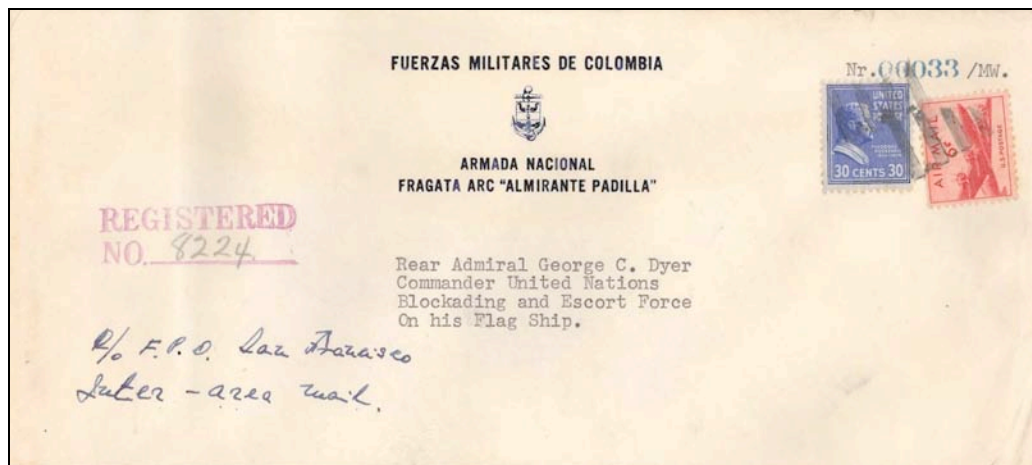 FUERZAS MILITARES DE COLOMBIA
Nr.00033 /MW.
ARMADA NACIONAL
FRAGATA ARC "ALMIRANTE PADILLA"
UNITED
STATES
30 CENTS 30
AIR MAIL
6¢
U.S. POSTAGE
REGISTERED
NO. 8224
Rear Admiral George C. Dyer
Commander United Nations
Blockading and Escort Force
On his Flag Ship.
c/o F.P.O. San Francisco
Inter-area mail.